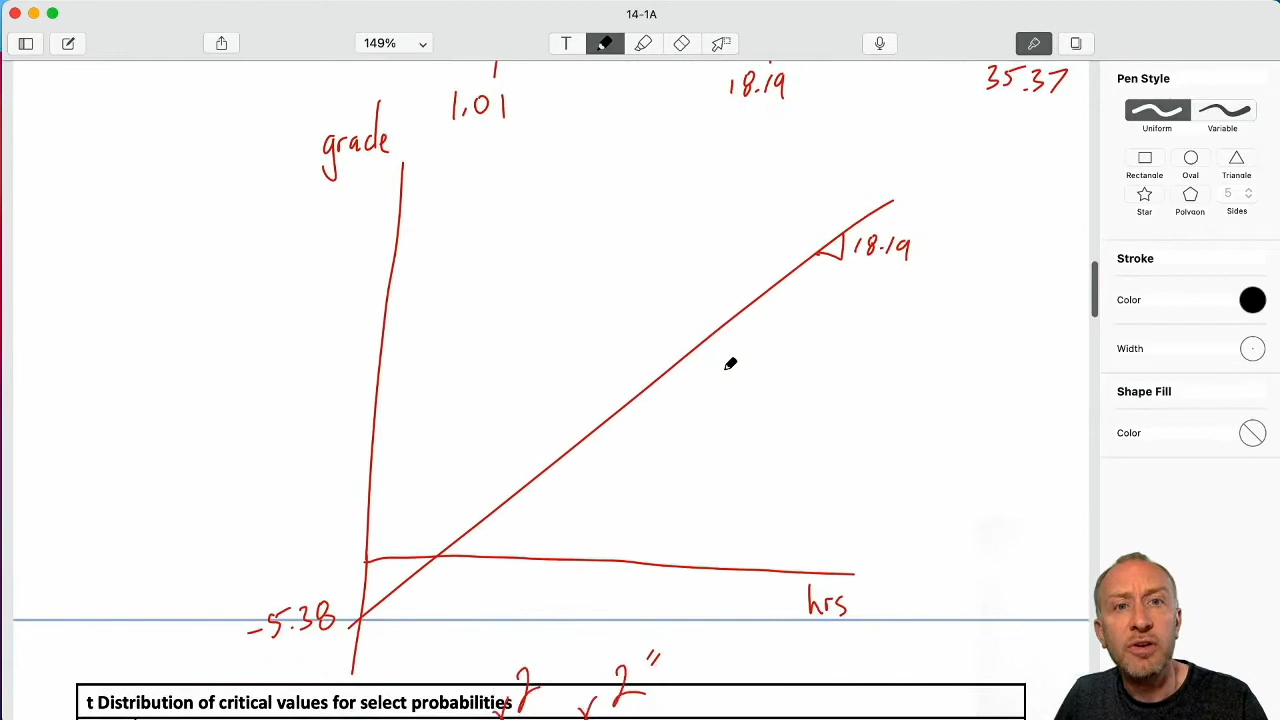 14-1A
149%
T
Pen Style
Uniform
Variable
Rectangle
Oval
Triangle
Star
Polygon
5
Sides
Stroke
Color
Width
Shape Fill
Color
1.01
18.19
35.37
grade
18.19
hrs
-5.38
2 2"
t Distribution of critical values for select probabilities